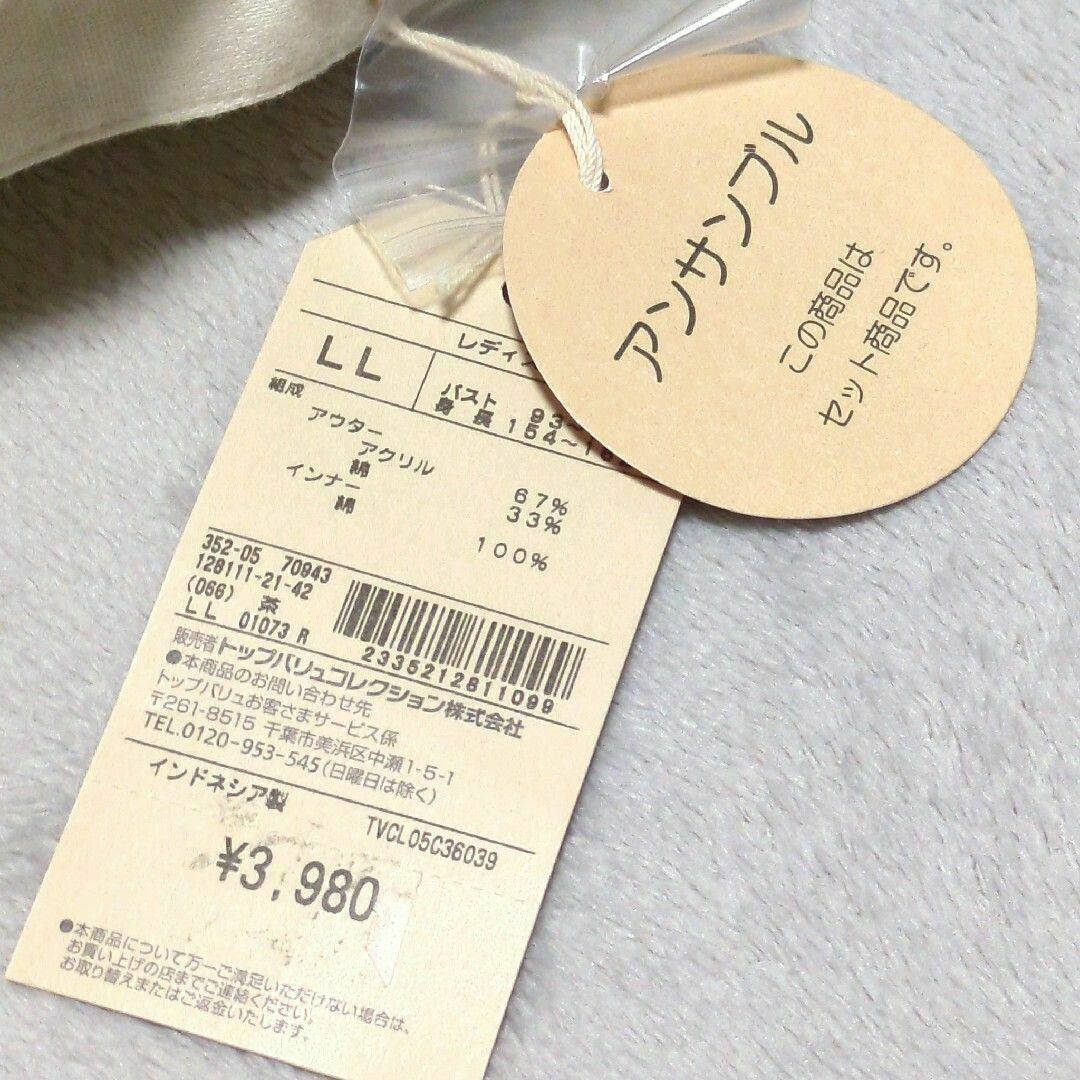 アンサンブル
この商品は
セット商品です。
レディ
LL
バスト 93
身長 154~1
組成
アウター
アクリル 67%
綿 33%
インナー
綿 100%
352-05 70943
128111-21-42
(066) 茶
LL 01073 R
2335212811099
販売者トップバリュコレクション株式会社
●本商品のお問い合わせ先
トップバリュお客さまサービス係
〒261-8515 千葉市美浜区中瀬1-5-1
TEL.0120-953-545(日曜日は除く)
インドネシア製
TVCL05C36039
¥3,980
●本商品について万一ご満足いただけない場合は、
お買い上げの店までご連絡ください。
お取り替えまたはご返金いたします。